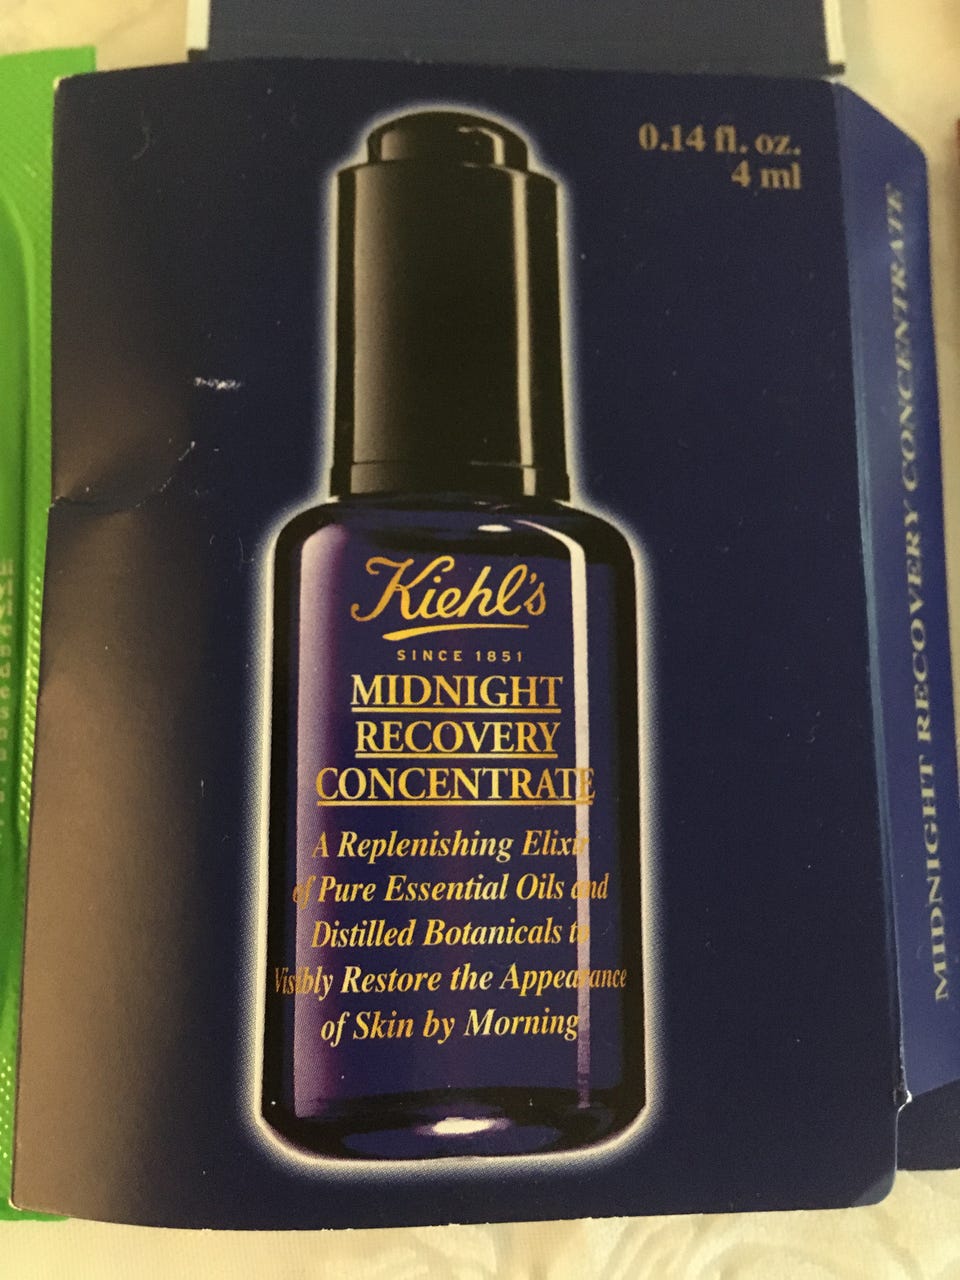 0.14 fl. oz.
4 ml
Kiehl's
SINCE 1851
MIDNIGHT
RECOVERY
CONCENTRATE
A Replenishing Elixir
of Pure Essential Oils and
Distilled Botanicals to
Visibly Restore the Appearance
of Skin by Morning
MIDNIGHT RECOVERY CONCENTRATE